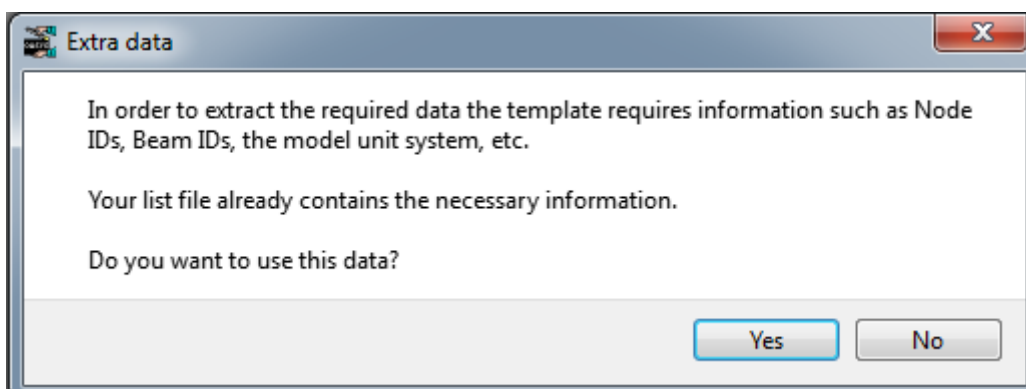 Extra data
In order to extract the required data the template requires information such as Node
IDs, Beam IDs, the model unit system, etc.
Your list file already contains the necessary information.
Do you want to use this data?
Yes
No